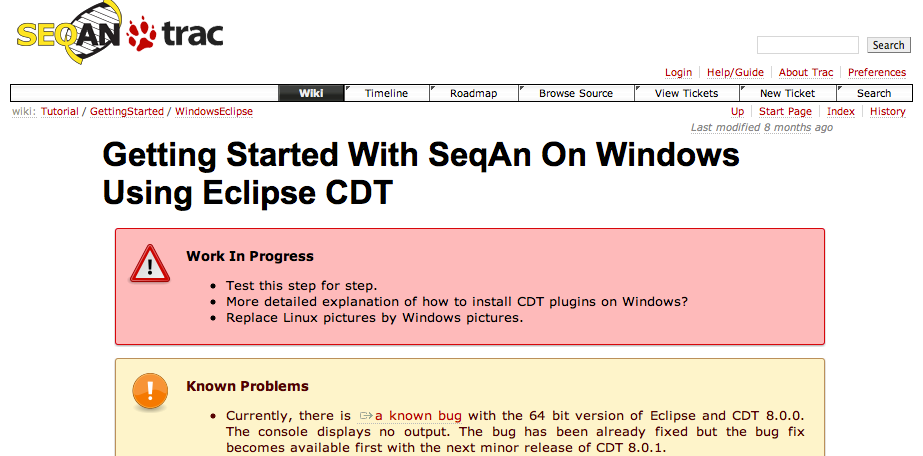 SEQAN trac
Search
Login Help/Guide About Trac Preferences
Wiki Timeline Roadmap Browse Source View Tickets New Ticket Search
wiki: Tutorial / GettingStarted / WindowsEclipse
Up Start Page Index History
Last modified 8 months ago
Getting Started With SeqAn On Windows
Using Eclipse CDT
Work In Progress
• Test this step for step.
• More detailed explanation of how to install CDT plugins on Windows?
• Replace Linux pictures by Windows pictures.
Known Problems
• Currently, there is a known bug with the 64 bit version of Eclipse and CDT 8.0.0.
The console displays no output. The bug has been already fixed but the bug fix
becomes available first with the next minor release of CDT 8.0.1.